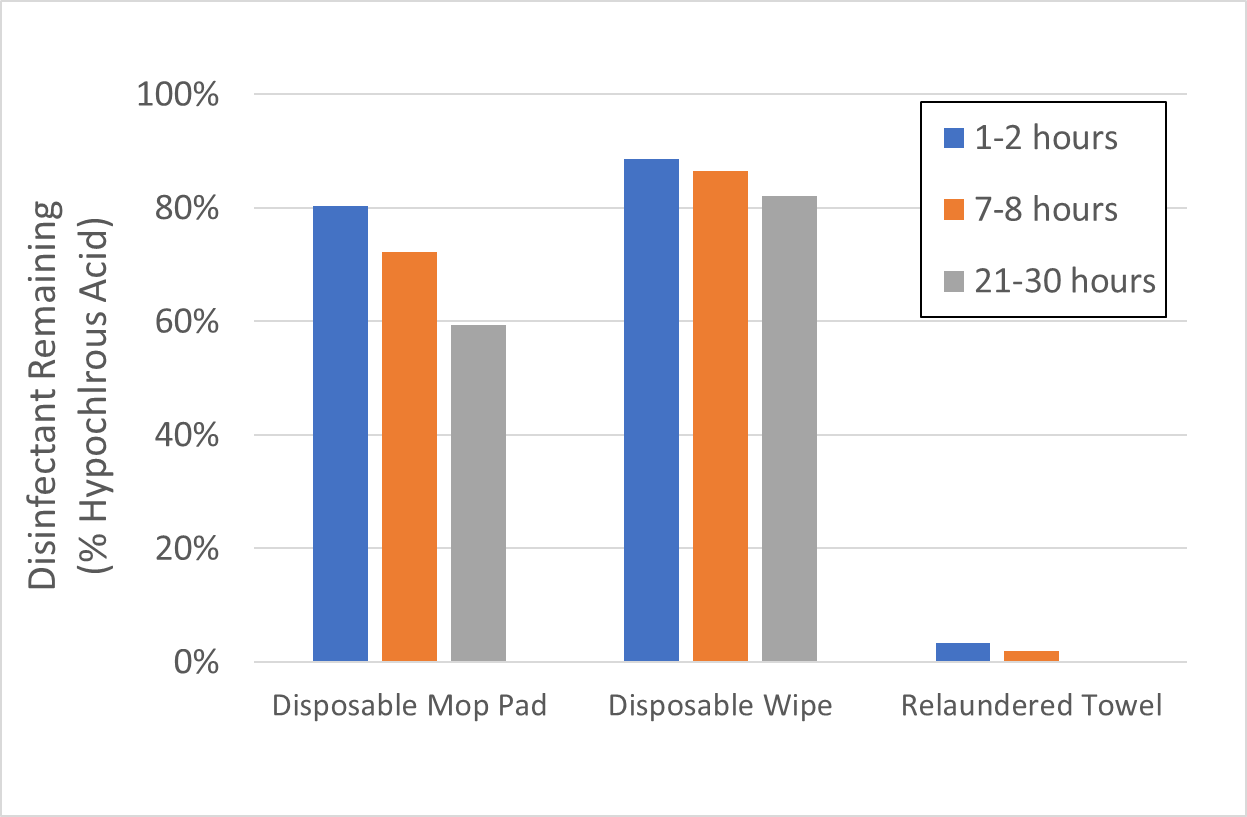 Disinfectant Remaining
(% Hypochlrous Acid)
100%
80%
60%
40%
20%
0%
1-2 hours
7-8 hours
21-30 hours
Disposable Mop Pad
Disposable Wipe
Relaundered Towel